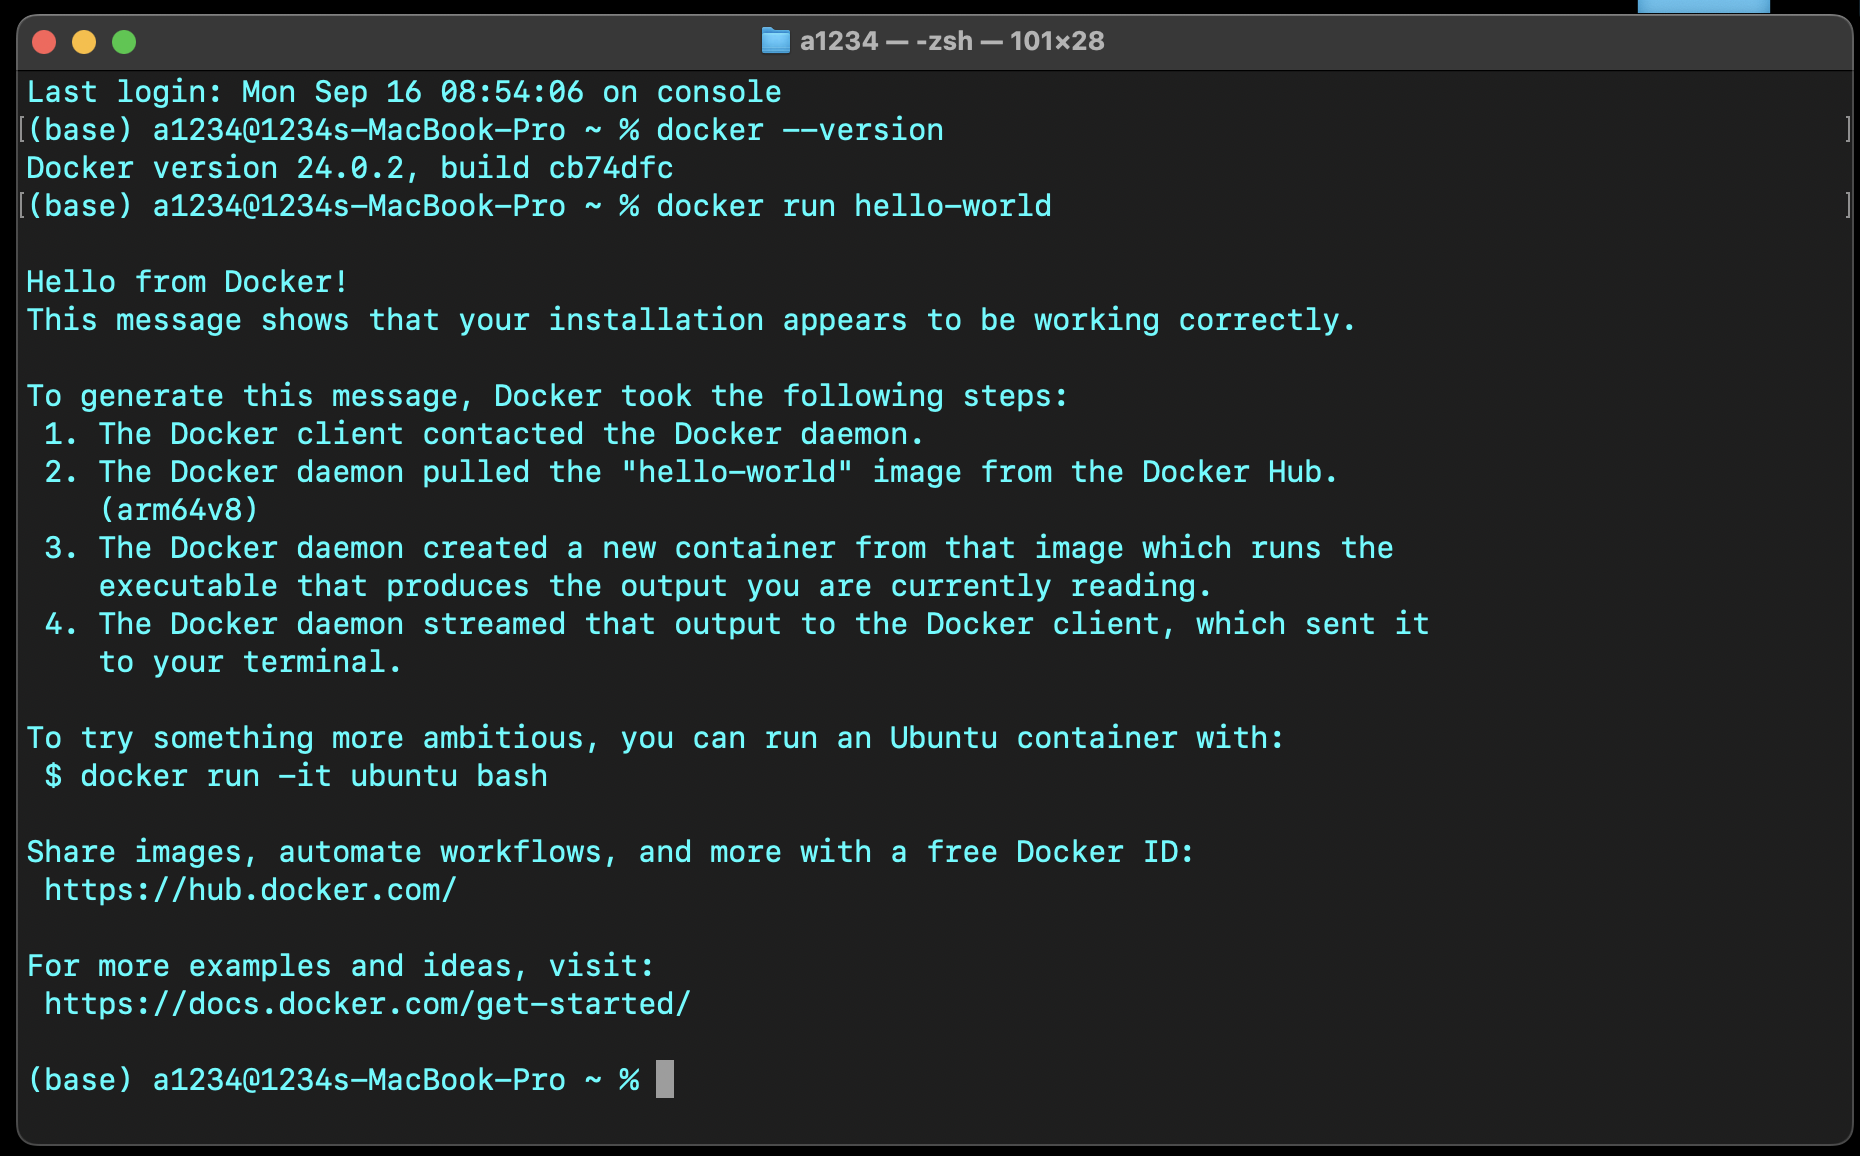 a1234 — -zsh — 101×28
Last login: Mon Sep 16 08:54:06 on console
[(base) a1234@1234s-MacBook-Pro ~ % docker --version ]
Docker version 24.0.2, build cb74dfc
[(base) a1234@1234s-MacBook-Pro ~ % docker run hello-world ]
Hello from Docker!
This message shows that your installation appears to be working correctly.
To generate this message, Docker took the following steps:
1. The Docker client contacted the Docker daemon.
2. The Docker daemon pulled the "hello-world" image from the Docker Hub.
(arm64v8)
3. The Docker daemon created a new container from that image which runs the
executable that produces the output you are currently reading.
4. The Docker daemon streamed that output to the Docker client, which sent it
to your terminal.
To try something more ambitious, you can run an Ubuntu container with:
$ docker run -it ubuntu bash
Share images, automate workflows, and more with a free Docker ID:
https://hub.docker.com/
For more examples and ideas, visit:
https://docs.docker.com/get-started/
(base) a1234@1234s-MacBook-Pro ~ %